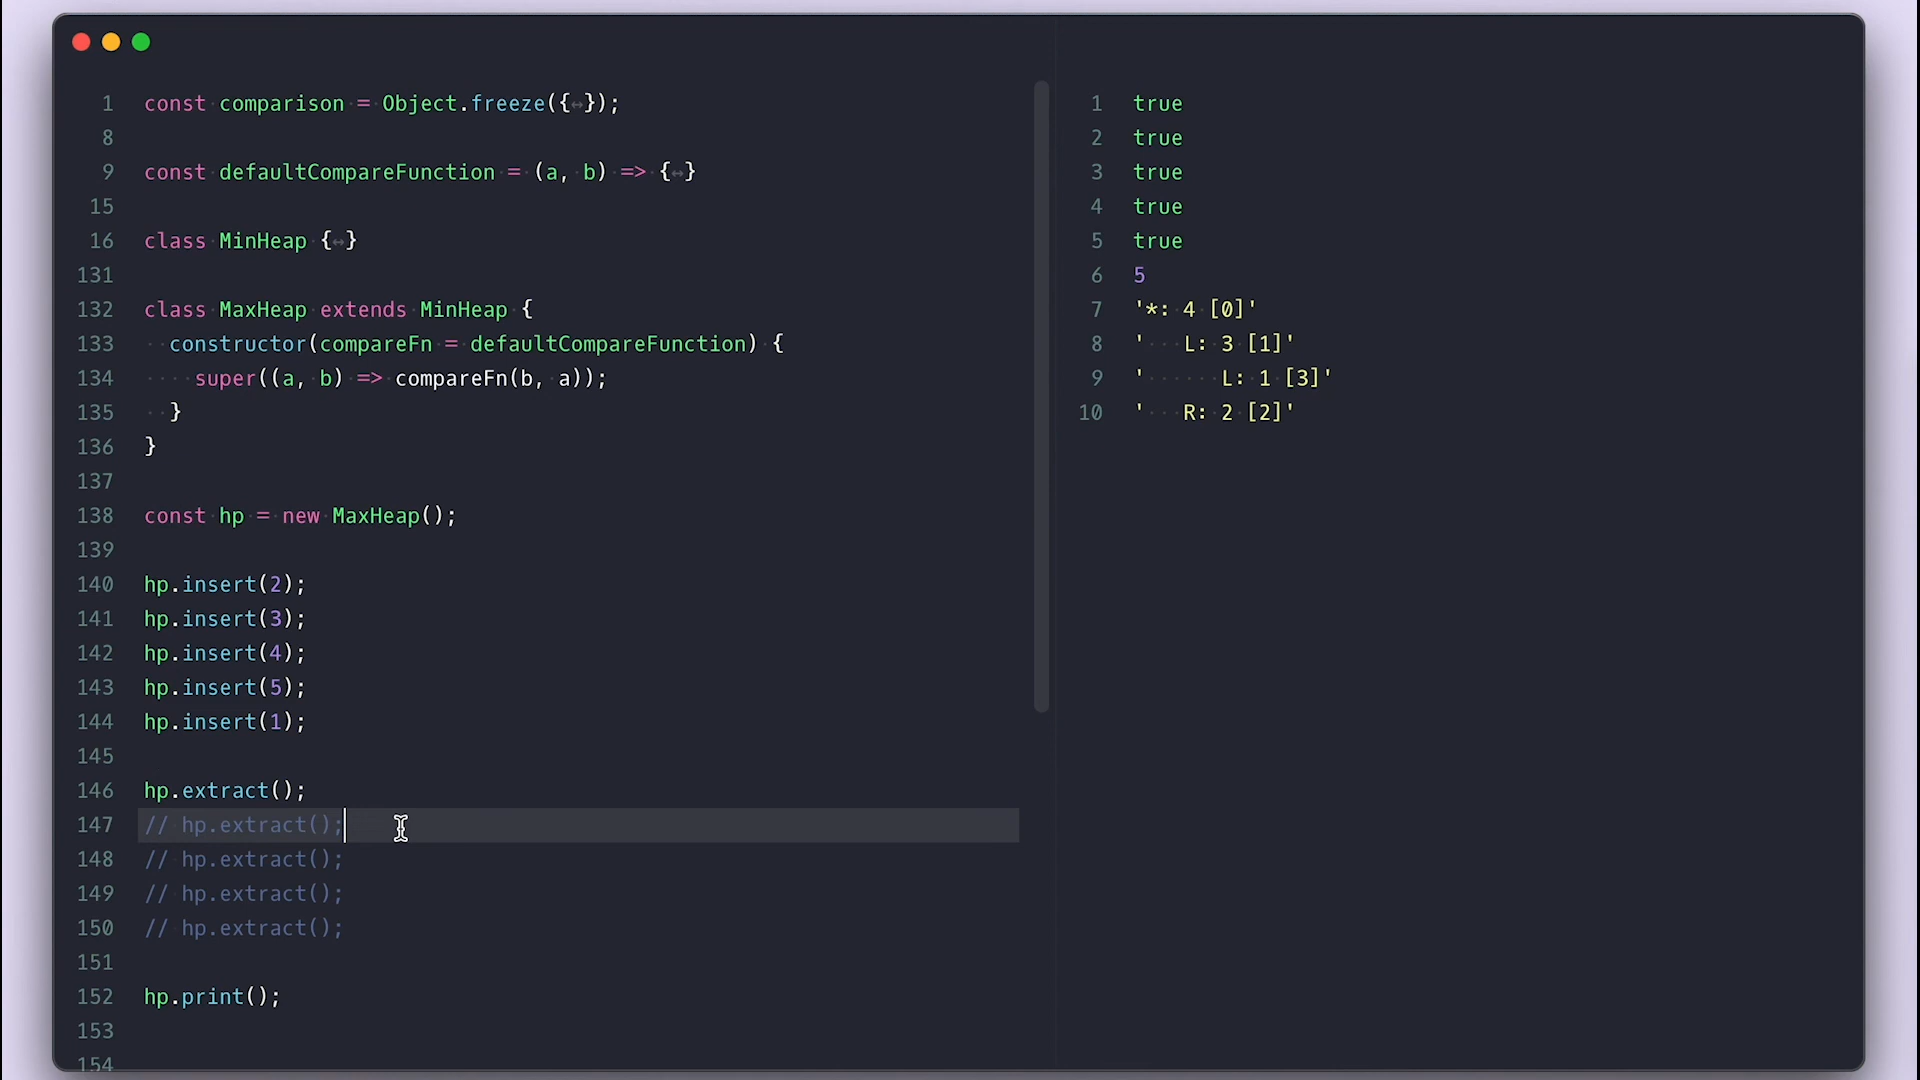 1 const comparison = Object.freeze({↔});
8
9 const defaultCompareFunction = (a, b) => {↔}
15
16 class MinHeap {↔}
131
132 class MaxHeap extends MinHeap {
133 ··constructor(compareFn = defaultCompareFunction) {
134 ····super((a, b) => compareFn(b, a));
135 ··}
136 }
137
138 const hp = new MaxHeap();
139
140 hp.insert(2);
141 hp.insert(3);
142 hp.insert(4);
143 hp.insert(5);
144 hp.insert(1);
145
146 hp.extract();
147 // hp.extract();
148 // hp.extract();
149 // hp.extract();
150 // hp.extract();
151
152 hp.print();
153
154
1 true
2 true
3 true
4 true
5 true
6 5
7 '*: 4 [0]'
8 '   L: 3 [1]'
9 '      L: 1 [3]'
10 '   R: 2 [2]'